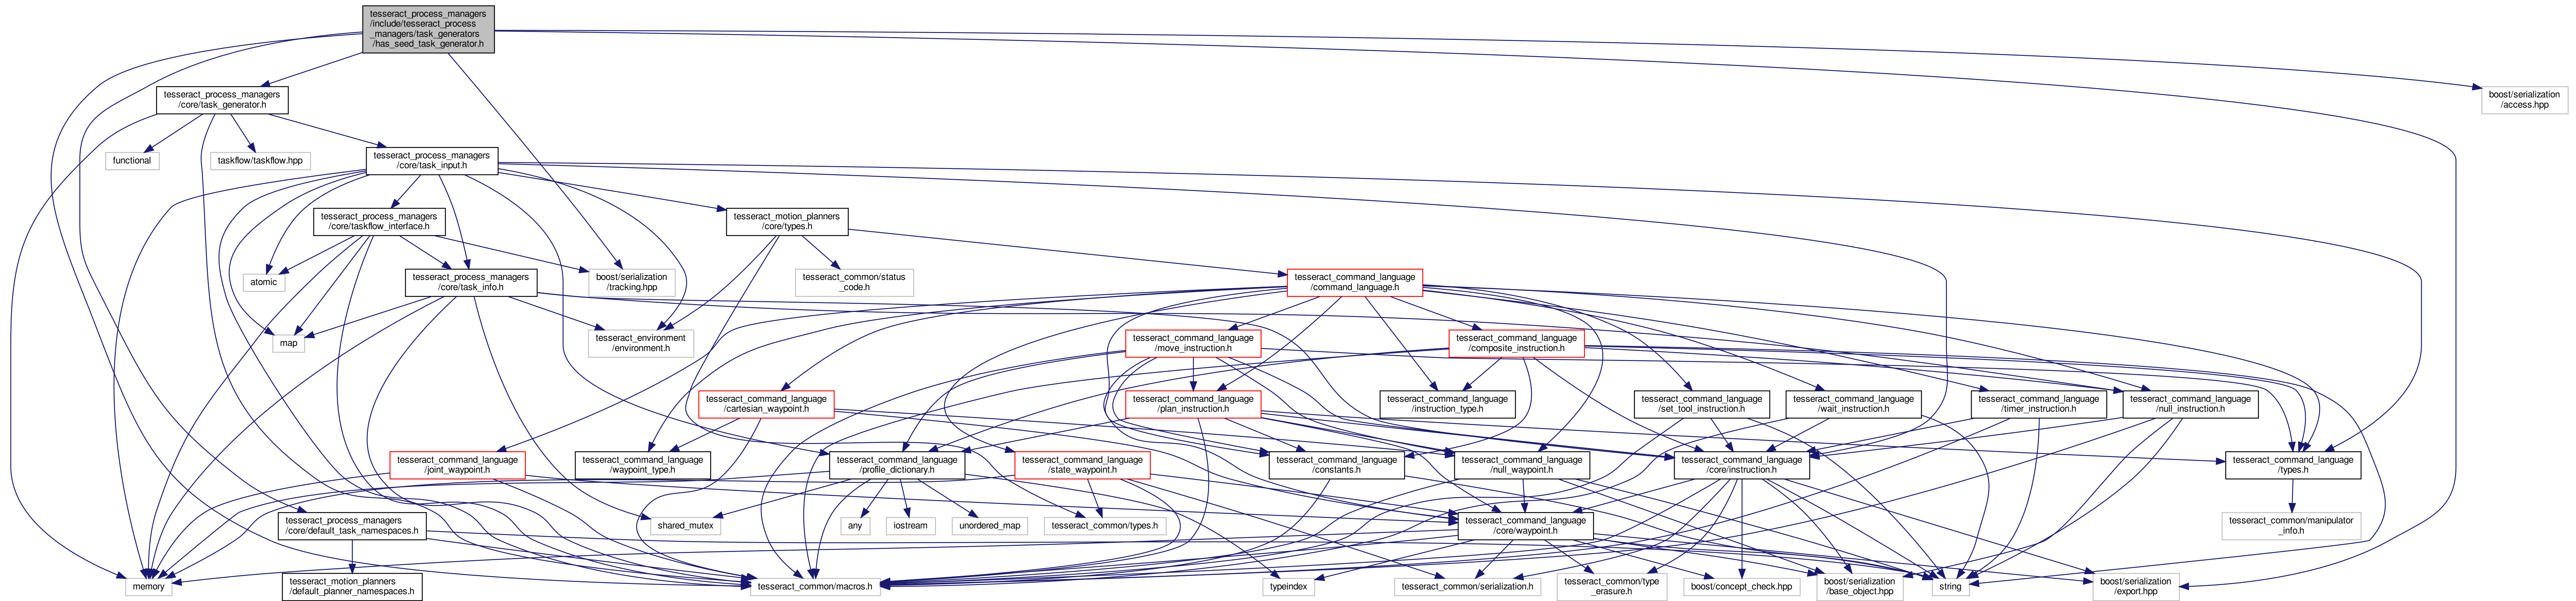 tesseract_process_managers
/include/tesseract_process
_managers/task_generators
/has_seed_task_generator.h
tesseract_process_managers
/core/task_generator.h
boost/serialization
/access.hpp
functional
taskflow/taskflow.hpp
tesseract_process_managers
/core/task_input.h
tesseract_process_managers
/core/taskflow_interface.h
tesseract_motion_planners
/core/types.h
atomic
tesseract_process_managers
/core/task_info.h
boost/serialization
/tracking.hpp
tesseract_common/status
_code.h
tesseract_command_language
/command_language.h
map
tesseract_environment
/environment.h
tesseract_command_language
/move_instruction.h
tesseract_command_language
/composite_instruction.h
tesseract_command_language
/cartesian_waypoint.h
tesseract_command_language
/plan_instruction.h
tesseract_command_language
/instruction_type.h
tesseract_command_language
/set_tool_instruction.h
tesseract_command_language
/wait_instruction.h
tesseract_command_language
/timer_instruction.h
tesseract_command_language
/null_instruction.h
tesseract_command_language
/joint_waypoint.h
tesseract_command_language
/waypoint_type.h
tesseract_command_language
/profile_dictionary.h
tesseract_command_language
/state_waypoint.h
tesseract_command_language
/constants.h
tesseract_command_language
/null_waypoint.h
tesseract_command_language
/core/instruction.h
tesseract_command_language
/types.h
tesseract_process_managers
/core/default_task_namespaces.h
shared_mutex
any
iostream
unordered_map
tesseract_common/types.h
tesseract_command_language
/core/waypoint.h
tesseract_common/manipulator
_info.h
memory
tesseract_motion_planners
/default_planner_namespaces.h
tesseract_common/macros.h
typeindex
tesseract_common/serialization.h
tesseract_common/type
_erasure.h
boost/concept_check.hpp
boost/serialization
/base_object.hpp
string
boost/serialization
/export.hpp